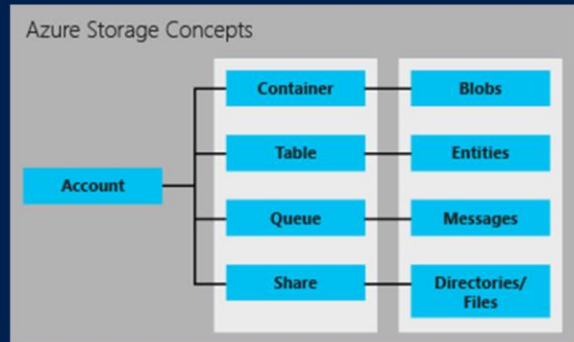 Azure Storage Concepts
Container
Blobs
Table
Entities
Account
Queue
Messages
Share
Directories/
Files